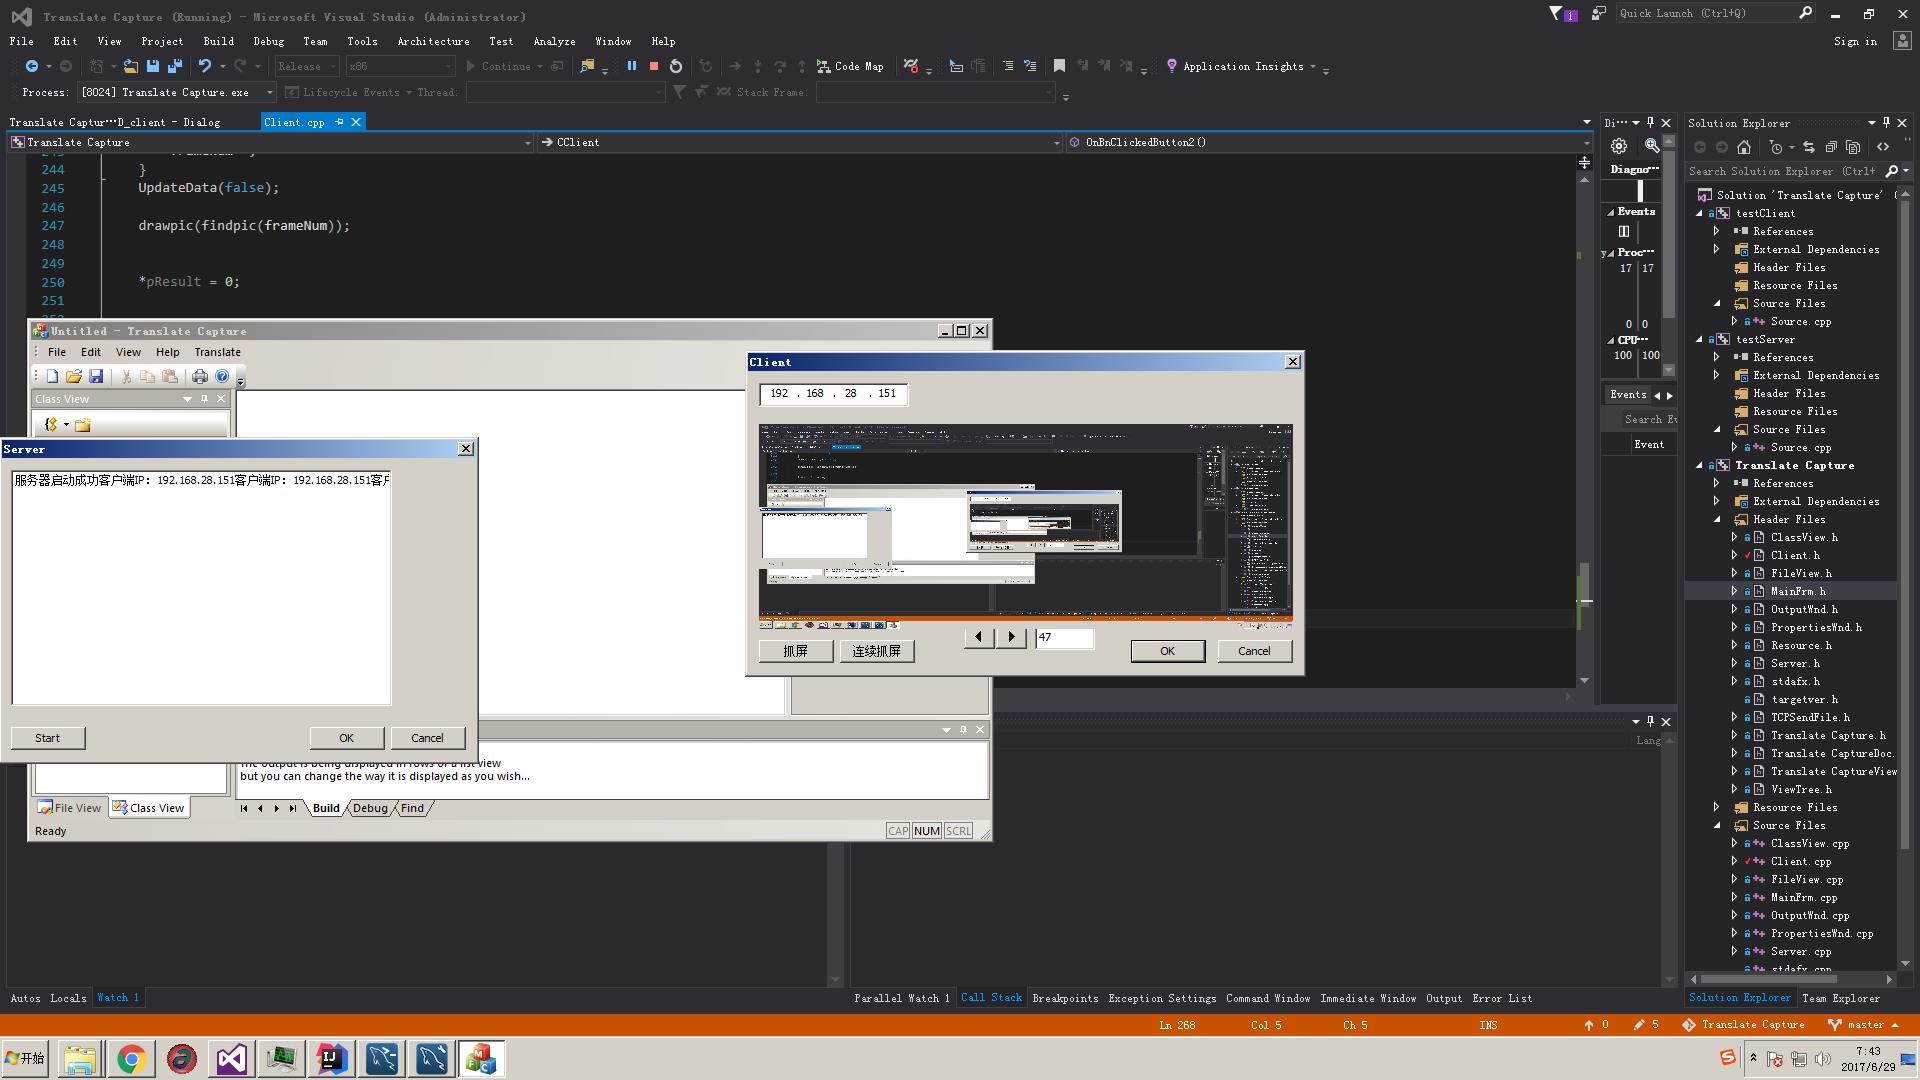 Translate Capture (Running) - Microsoft Visual Studio (Administrator)
1
Quick Launch (Ctrl+Q)
File Edit View Project Build Debug Team Tools Architecture Test Analyze Window Help
Sign in
Release x86 Continue Code Map Application Insights
Process: [8024] Translate Capture.exe Lifecycle Events Thread: Stack Frame:
Translate Captur...D_client - Dialog Client.cpp
Translate Capture CClient OnBnClickedButton2()
244 }
245 UpdateData(false);
246
247 drawpic(findpic(frameNum));
248
249
250 *pResult = 0;
251
Untitled - Translate Capture
File Edit View Help Translate
Class View
Server
服务器启动成功客户端IP: 192.168.28.151客户端IP: 192.168.28.151客户
Start OK Cancel
but you can change the way it is displayed as you wish...
File View Class View
Build Debug Find
Ready
CAP NUM SCRL
Client
192 . 168 . 28 . 151
抓屏 连续抓屏 47 OK Cancel
Di...
Diagno...
Events
Proc...
17 17
0 0
CPU...
100 100
Events
Search Ev
Event
Lang
Solution Explorer
Search Solution Explorer (Ctrl+
Solution 'Translate Capture' (
testClient
References
External Dependencies
Header Files
Resource Files
Source Files
Source.cpp
testServer
References
External Dependencies
Header Files
Resource Files
Source Files
Source.cpp
Translate Capture
References
External Dependencies
Header Files
ClassView.h
Client.h
FileView.h
MainFrm.h
OutputWnd.h
PropertiesWnd.h
Resource.h
Server.h
stdafx.h
targetver.h
TCPSendFile.h
Translate Capture.h
Translate CaptureDoc.
Translate CaptureView
ViewTree.h
Resource Files
Source Files
ClassView.cpp
Client.cpp
FileView.cpp
MainFrm.cpp
OutputWnd.cpp
PropertiesWnd.cpp
Server.cpp
stdafx.cpp
Autos Locals Watch 1
Parallel Watch 1 Call Stack Breakpoints Exception Settings Command Window Immediate Window Output Error List
Solution Explorer Team Explorer
Ln 268 Col 5 Ch 5 INS 0 5 Translate Capture master
开始
7:43
2017/6/29